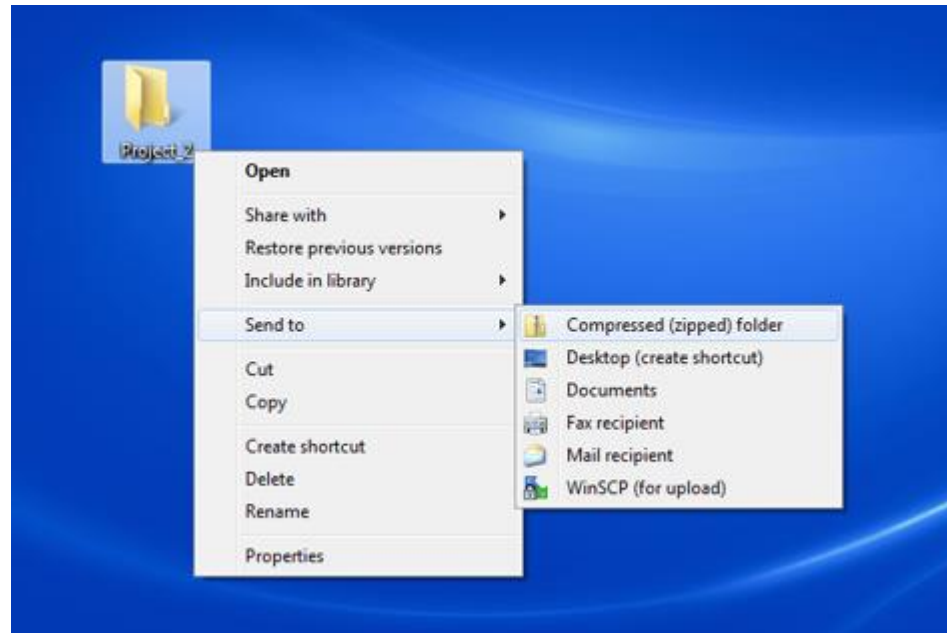 Project_2
Open
Share with
Restore previous versions
Include in library
Send to
Cut
Copy
Create shortcut
Delete
Rename
Properties
Compressed (zipped) folder
Desktop (create shortcut)
Documents
Fax recipient
Mail recipient
WinSCP (for upload)